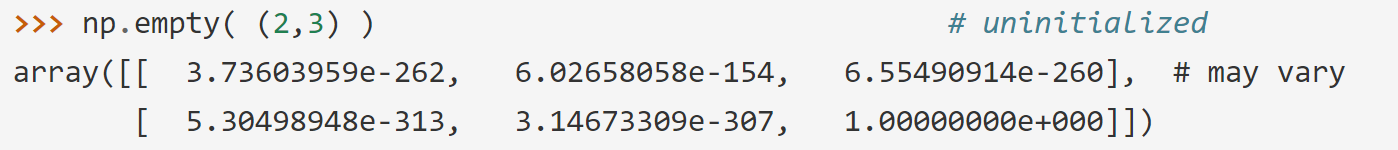 >>> np.empty( (2,3) )                                 # uninitialized
array([[  3.73603959e-262,   6.02658058e-154,   6.55490914e-260],  # may vary
       [  5.30498948e-313,   3.14673309e-307,   1.00000000e+000]])